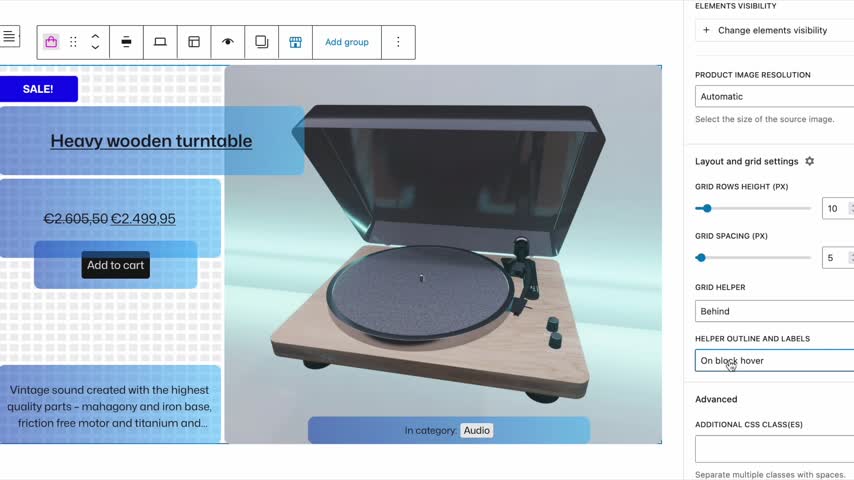 Add group
SALE!
Heavy wooden turntable
€2.605,50 €2.499,95
Add to cart
Vintage sound created with the highest
quality parts – mahagony and iron base,
friction free motor and titanium and...
In category: Audio
ELEMENTS VISIBILITY
+ Change elements visibility
PRODUCT IMAGE RESOLUTION
Automatic
Select the size of the source image.
Layout and grid settings
GRID ROWS HEIGHT (PX)
10
GRID SPACING (PX)
5
GRID HELPER
Behind
HELPER OUTLINE AND LABELS
On block hover
Advanced
ADDITIONAL CSS CLASS(ES)
Separate multiple classes with spaces.